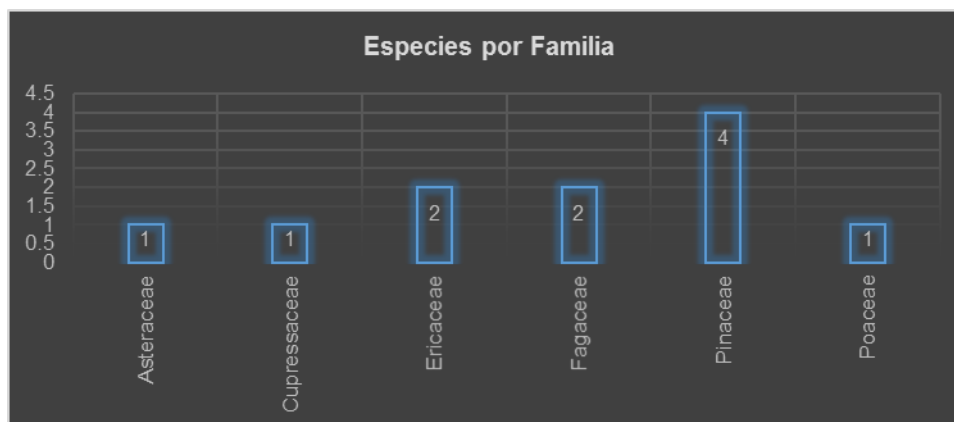 Especies por Familia
4.5
4
3.5
3
2.5
2
1.5
1
0.5
0
1
1
2
2
4
1
Asteraceae
Cupressaceae
Ericaceae
Fagaceae
Pinaceae
Poaceae